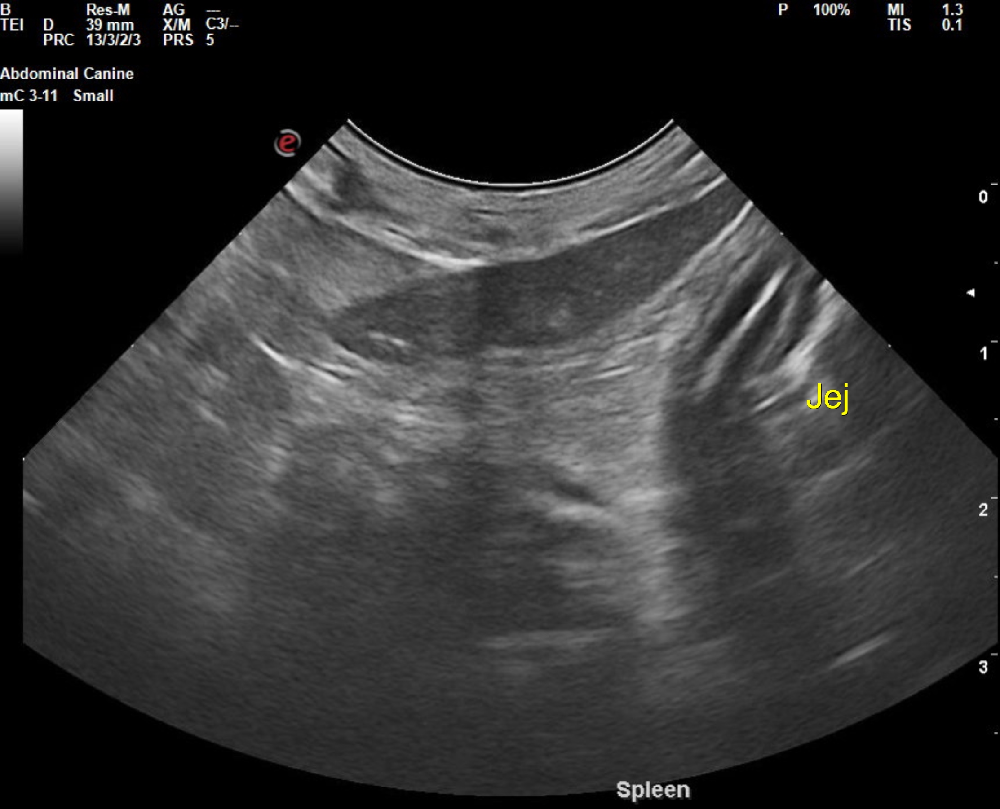 B Res-M AG --- P 100% MI 1.3
TEI D 39 mm X/M C3/-- TIS 0.1
PRC 13/3/2/3 PRS 5
Abdominal Canine
mC 3-11 Small
e
0
1
Jej
2
3
Spleen